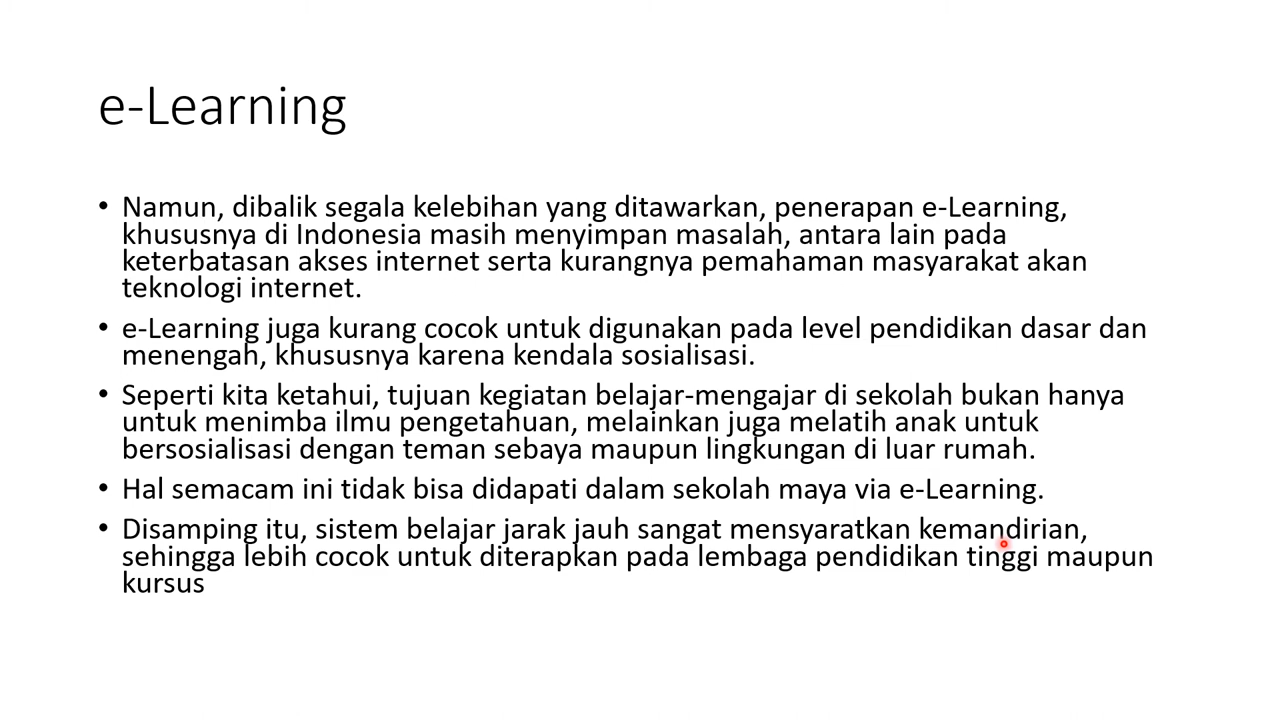 e-Learning
• Namun, dibalik segala kelebihan yang ditawarkan, penerapan e-Learning,
khususnya di Indonesia masih menyimpan masalah, antara lain pada
keterbatasan akses internet serta kurangnya pemahaman masyarakat akan
teknologi internet.
• e-Learning juga kurang cocok untuk digunakan pada level pendidikan dasar dan
menengah, khususnya karena kendala sosialisasi.
• Seperti kita ketahui, tujuan kegiatan belajar-mengajar di sekolah bukan hanya
untuk menimba ilmu pengetahuan, melainkan juga melatih anak untuk
bersosialisasi dengan teman sebaya maupun lingkungan di luar rumah.
• Hal semacam ini tidak bisa didapati dalam sekolah maya via e-Learning.
• Disamping itu, sistem belajar jarak jauh sangat mensyaratkan kemandirian,
sehingga lebih cocok untuk diterapkan pada lembaga pendidikan tinggi maupun
kursus